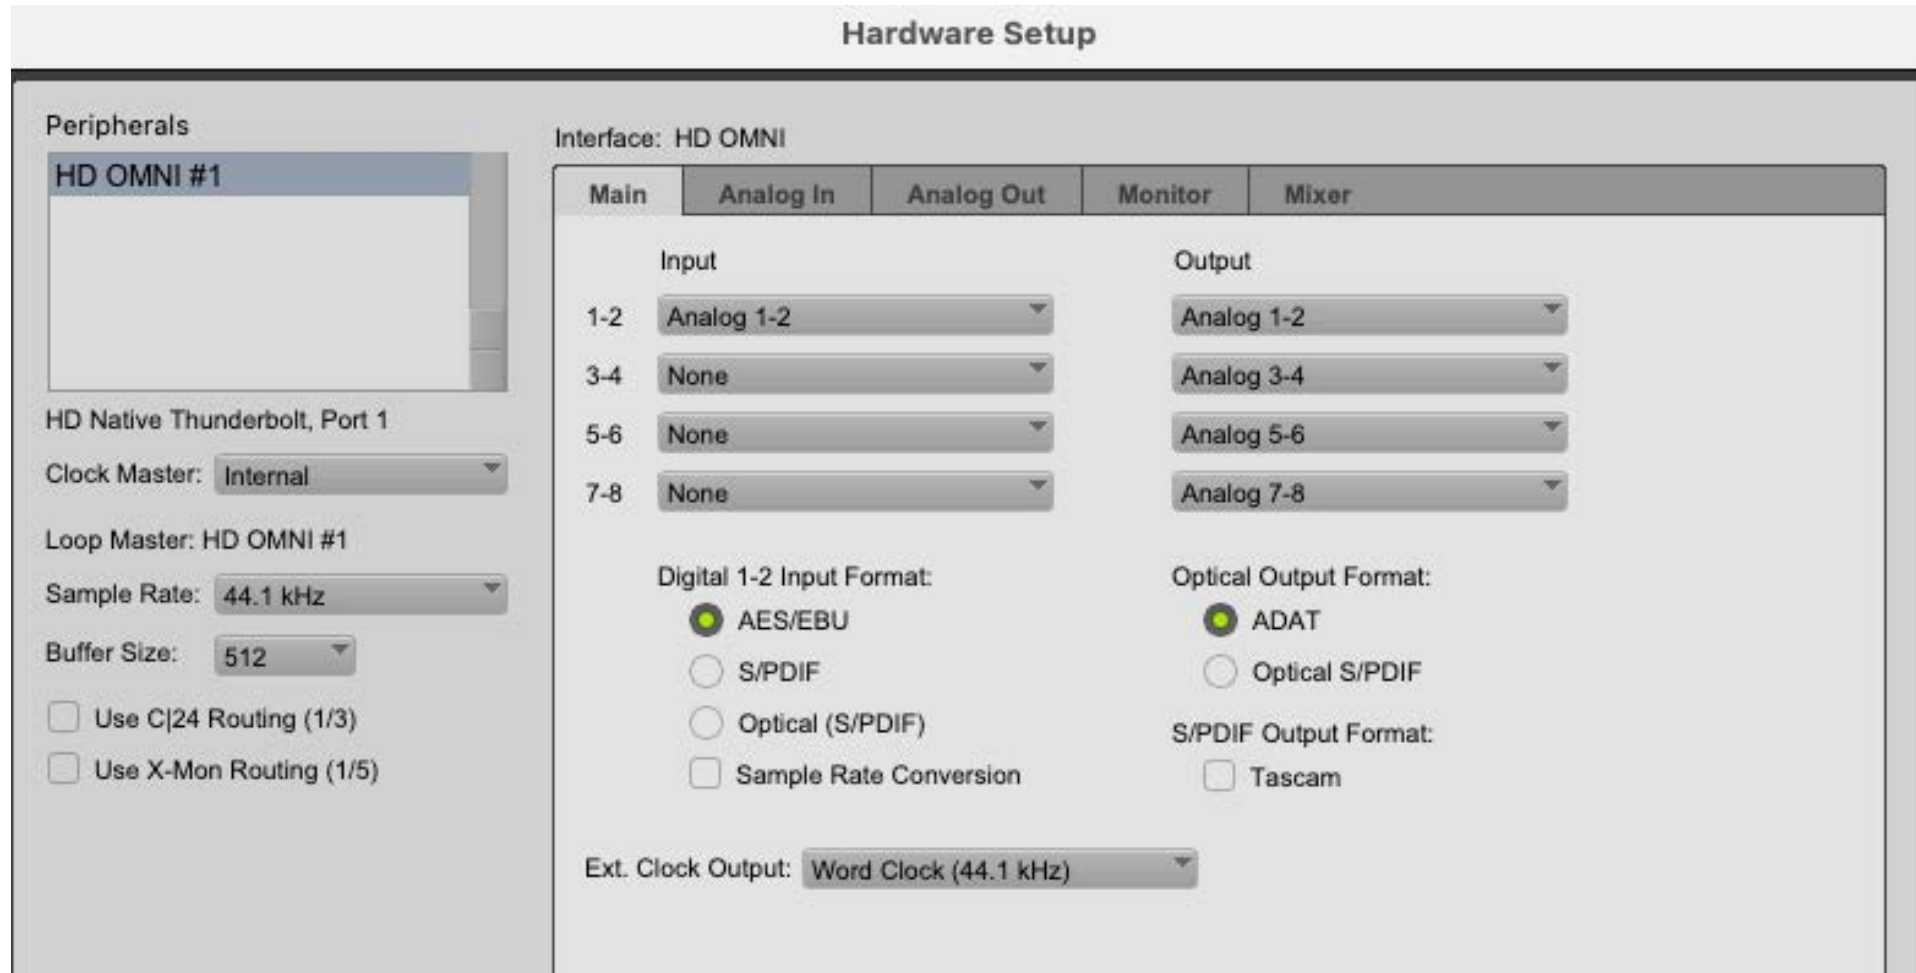 Hardware Setup
Peripherals
HD OMNI #1
HD Native Thunderbolt, Port 1
Clock Master: Internal
Loop Master: HD OMNI #1
Sample Rate: 44.1 kHz
Buffer Size: 512
Use C|24 Routing (1/3)
Use X-Mon Routing (1/5)
Interface: HD OMNI
Main Analog In Analog Out Monitor Mixer
Input Output
1-2 Analog 1-2 Analog 1-2
3-4 None Analog 3-4
5-6 None Analog 5-6
7-8 None Analog 7-8
Digital 1-2 Input Format:
AES/EBU
S/PDIF
Optical (S/PDIF)
Sample Rate Conversion
Optical Output Format:
ADAT
Optical S/PDIF
S/PDIF Output Format:
Tascam
Ext. Clock Output: Word Clock (44.1 kHz)